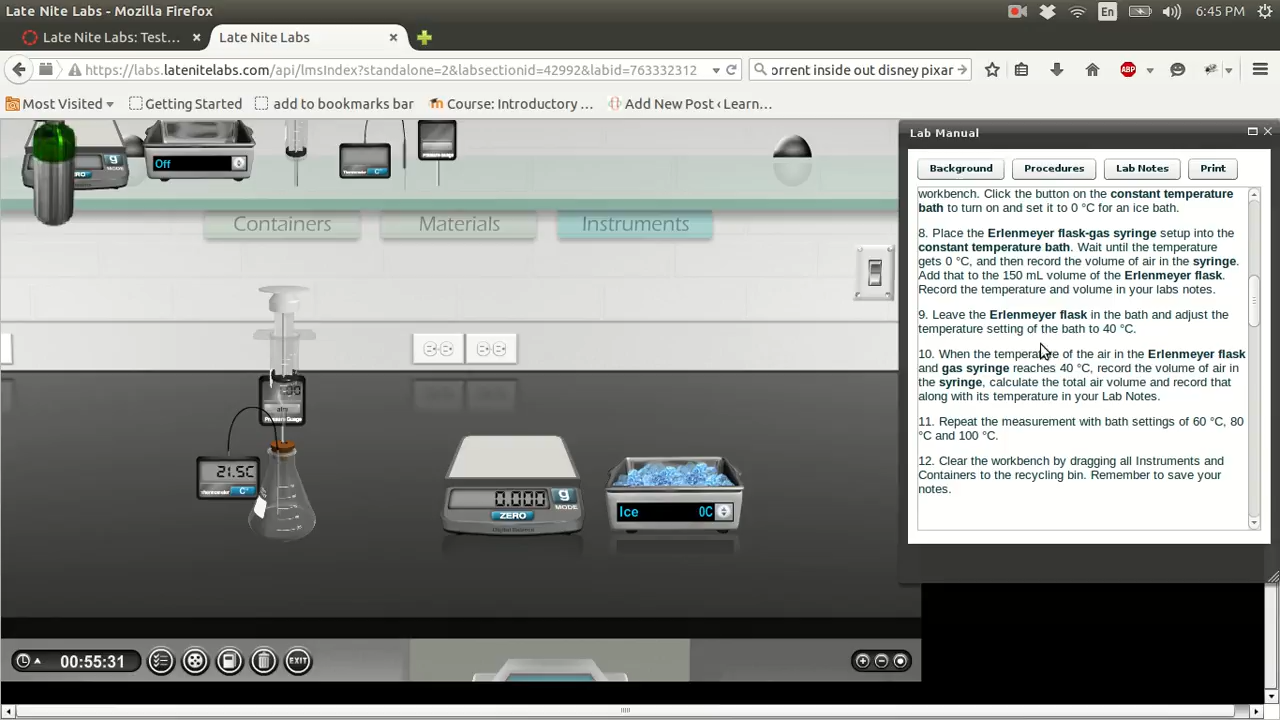 Late Nite Labs - Mozilla Firefox
En
6:45 PM
Late Nite Labs: Test...
Late Nite Labs
https://labs.latenitelabs.com/api/lmsIndex?standalone=2&labsectionid=42992&labid=763332312
orrent inside out disney pixar
ABP
Most Visited
Getting Started
add to bookmarks bar
Course: Introductory ...
Add New Post ‹ Learn...
Lab Manual
Background
Procedures
Lab Notes
Print
workbench. Click the button on the constant temperature
bath to turn on and set it to 0 °C for an ice bath.
8. Place the Erlenmeyer flask-gas syringe setup into the
constant temperature bath. Wait until the temperature
gets 0 °C, and then record the volume of air in the syringe.
Add that to the 150 mL volume of the Erlenmeyer flask.
Record the temperature and volume in your labs notes.
9. Leave the Erlenmeyer flask in the bath and adjust the
temperature setting of the bath to 40 °C.
10. When the temperature of the air in the Erlenmeyer flask
and gas syringe reaches 40 °C, record the volume of air in
the syringe, calculate the total air volume and record that
along with its temperature in your Lab Notes.
11. Repeat the measurement with bath settings of 60 °C, 80
°C and 100 °C.
12. Clear the workbench by dragging all Instruments and
Containers to the recycling bin. Remember to save your
notes.
ZERO
g
MODE
Off
C°
Containers
Materials
Instruments
atm
Pressure Guage
21.5C
Thermometer
C°
0.000
g
MODE
ZERO
Digital Balance
Ice 0C
00:55:31
EXIT